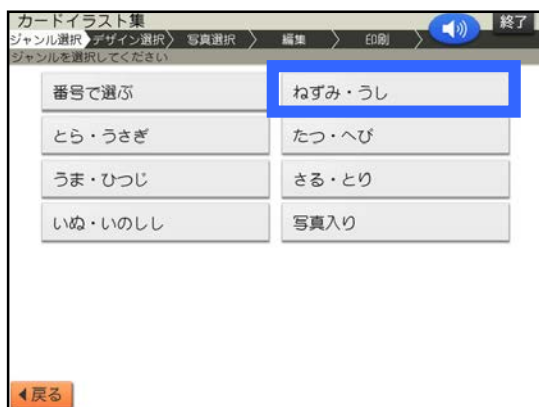 カードイラスト集
終了
ジャンル選択 デザイン選択 写真選択 編集 印刷
ジャンルを選択してください
番号で選ぶ
ねずみ・うし
とら・うさぎ
たつ・へび
うま・ひつじ
さる・とり
いぬ・いのしし
写真入り
戻る